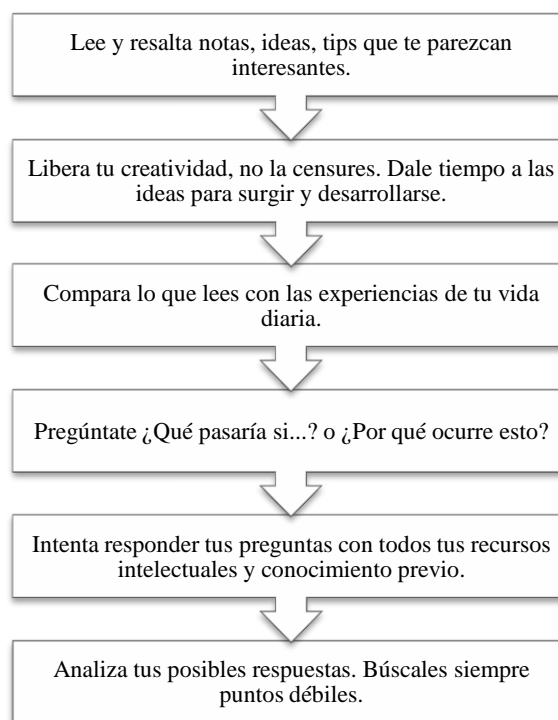 Lee y resalta notas, ideas, tips que te parezcan
interesantes.
Libera tu creatividad, no la censures. Dale tiempo a las
ideas para surgir y desarrollarse.
Compara lo que lees con las experiencias de tu vida
diaria.
Pregúntate ¿Qué pasaría si...? o ¿Por qué ocurre esto?
Intenta responder tus preguntas con todos tus recursos
intelectuales y conocimiento previo.
Analiza tus posibles respuestas. Búscales siempre
puntos débiles.